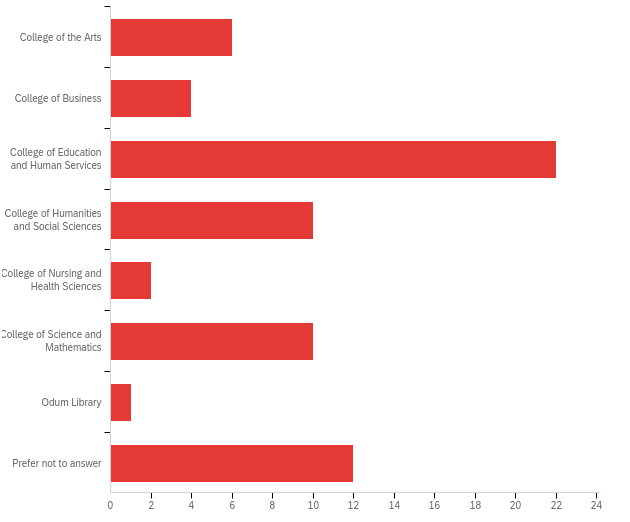 College of the Arts
College of Business
College of Education
and Human Services
College of Humanities
and Social Sciences
College of Nursing and
Health Sciences
College of Science and
Mathematics
Odum Library
Prefer not to answer
0 2 4 6 8 10 12 14 16 18 20 22 24